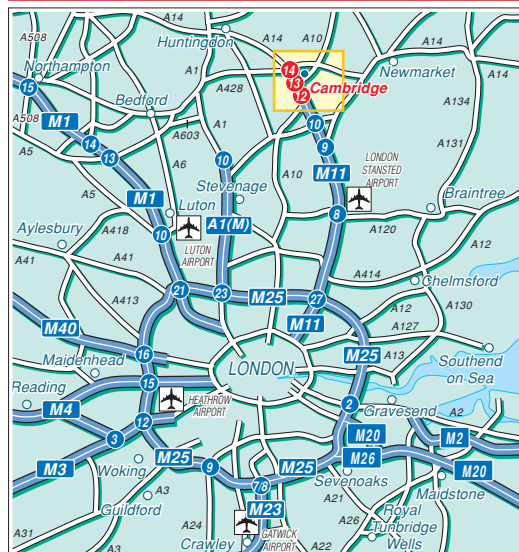 A14
A508
A14
A10
Huntingdon
A14
A14
Northampton
A1
14
Newmarket
15
A428
13
Cambridge
12
A134
Bedford
A508
M1
A603
A1
10
A131
14
9
A5
13
A6
10
LONDON
STANSTED
AIRPORT
M11
A10
A5
M1
Stevenage
Braintree
Luton
8
A418
A1(M)
A120
Aylesbury
10
A12
LUTON
AIRPORT
A41
A41
A414
Chelmsford
21
23
M25
27
A413
A12
A130
M40
M11
A127
16
M25
A13
Maidenhead
LONDON
Southend
on Sea
15
Reading
HEATHROW
AIRPORT
2
Gravesend
M4
A2
12
M20
M2
3
M26
M3
Woking
M25
9
M25
M20
Sevenoaks
78
A3
Maidstone
Guildford
M23
A21
Royal
Tunbridge
Wells
A31
A24
GATWICK
AIRPORT
A26
Crawley
A22